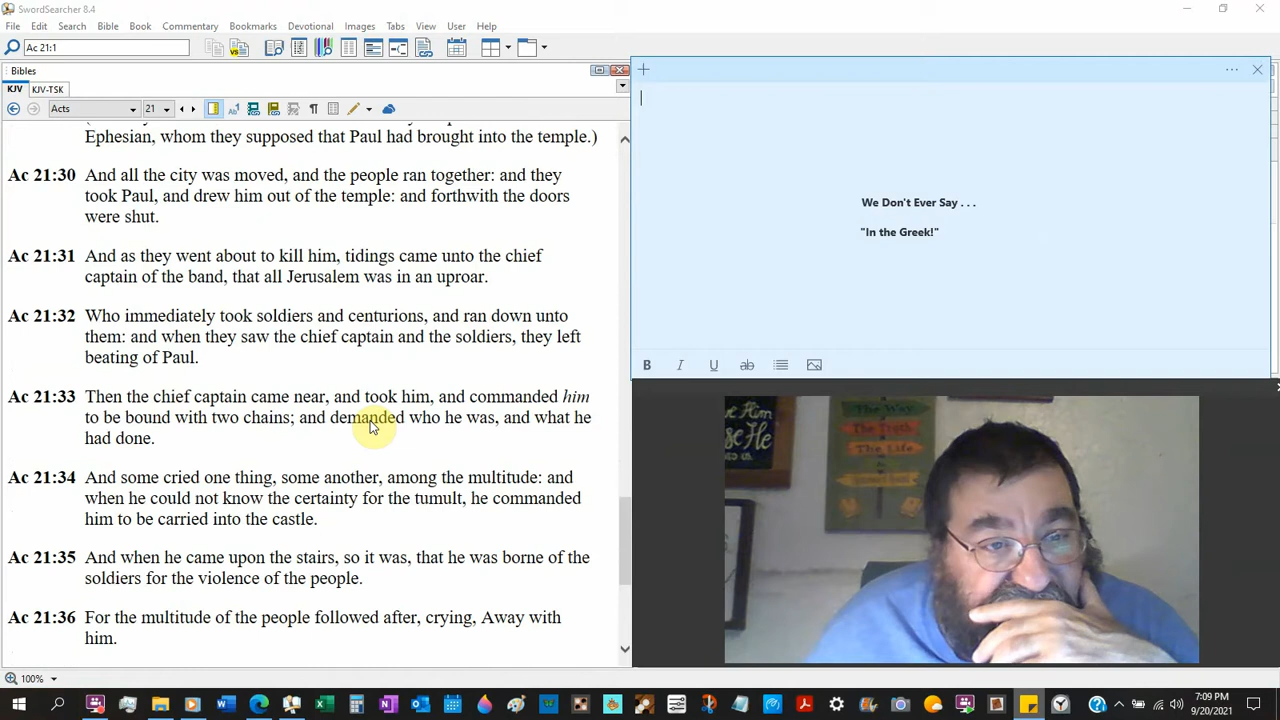 SwordSearcher 8.4
File Edit Search Bible Book Commentary Bookmarks Devotional Images Tabs View User Help
Ac 21:1
Bibles
KJV KJV-TSK
Acts 21
Ephesian, whom they supposed that Paul had brought into the temple.)
Ac 21:30 And all the city was moved, and the people ran together: and they
took Paul, and drew him out of the temple: and forthwith the doors
were shut.
Ac 21:31 And as they went about to kill him, tidings came unto the chief
captain of the band, that all Jerusalem was in an uproar.
Ac 21:32 Who immediately took soldiers and centurions, and ran down unto
them: and when they saw the chief captain and the soldiers, they left
beating of Paul.
Ac 21:33 Then the chief captain came near, and took him, and commanded him
to be bound with two chains; and demanded who he was, and what he
had done.
Ac 21:34 And some cried one thing, some another, among the multitude: and
when he could not know the certainty for the tumult, he commanded
him to be carried into the castle.
Ac 21:35 And when he came upon the stairs, so it was, that he was borne of the
soldiers for the violence of the people.
Ac 21:36 For the multitude of the people followed after, crying, Away with
him.
100%
We Don't Ever Say . . .
"In the Greek!"
B I U ab
The Way
The Truth
The Life
7:09 PM
9/20/2021